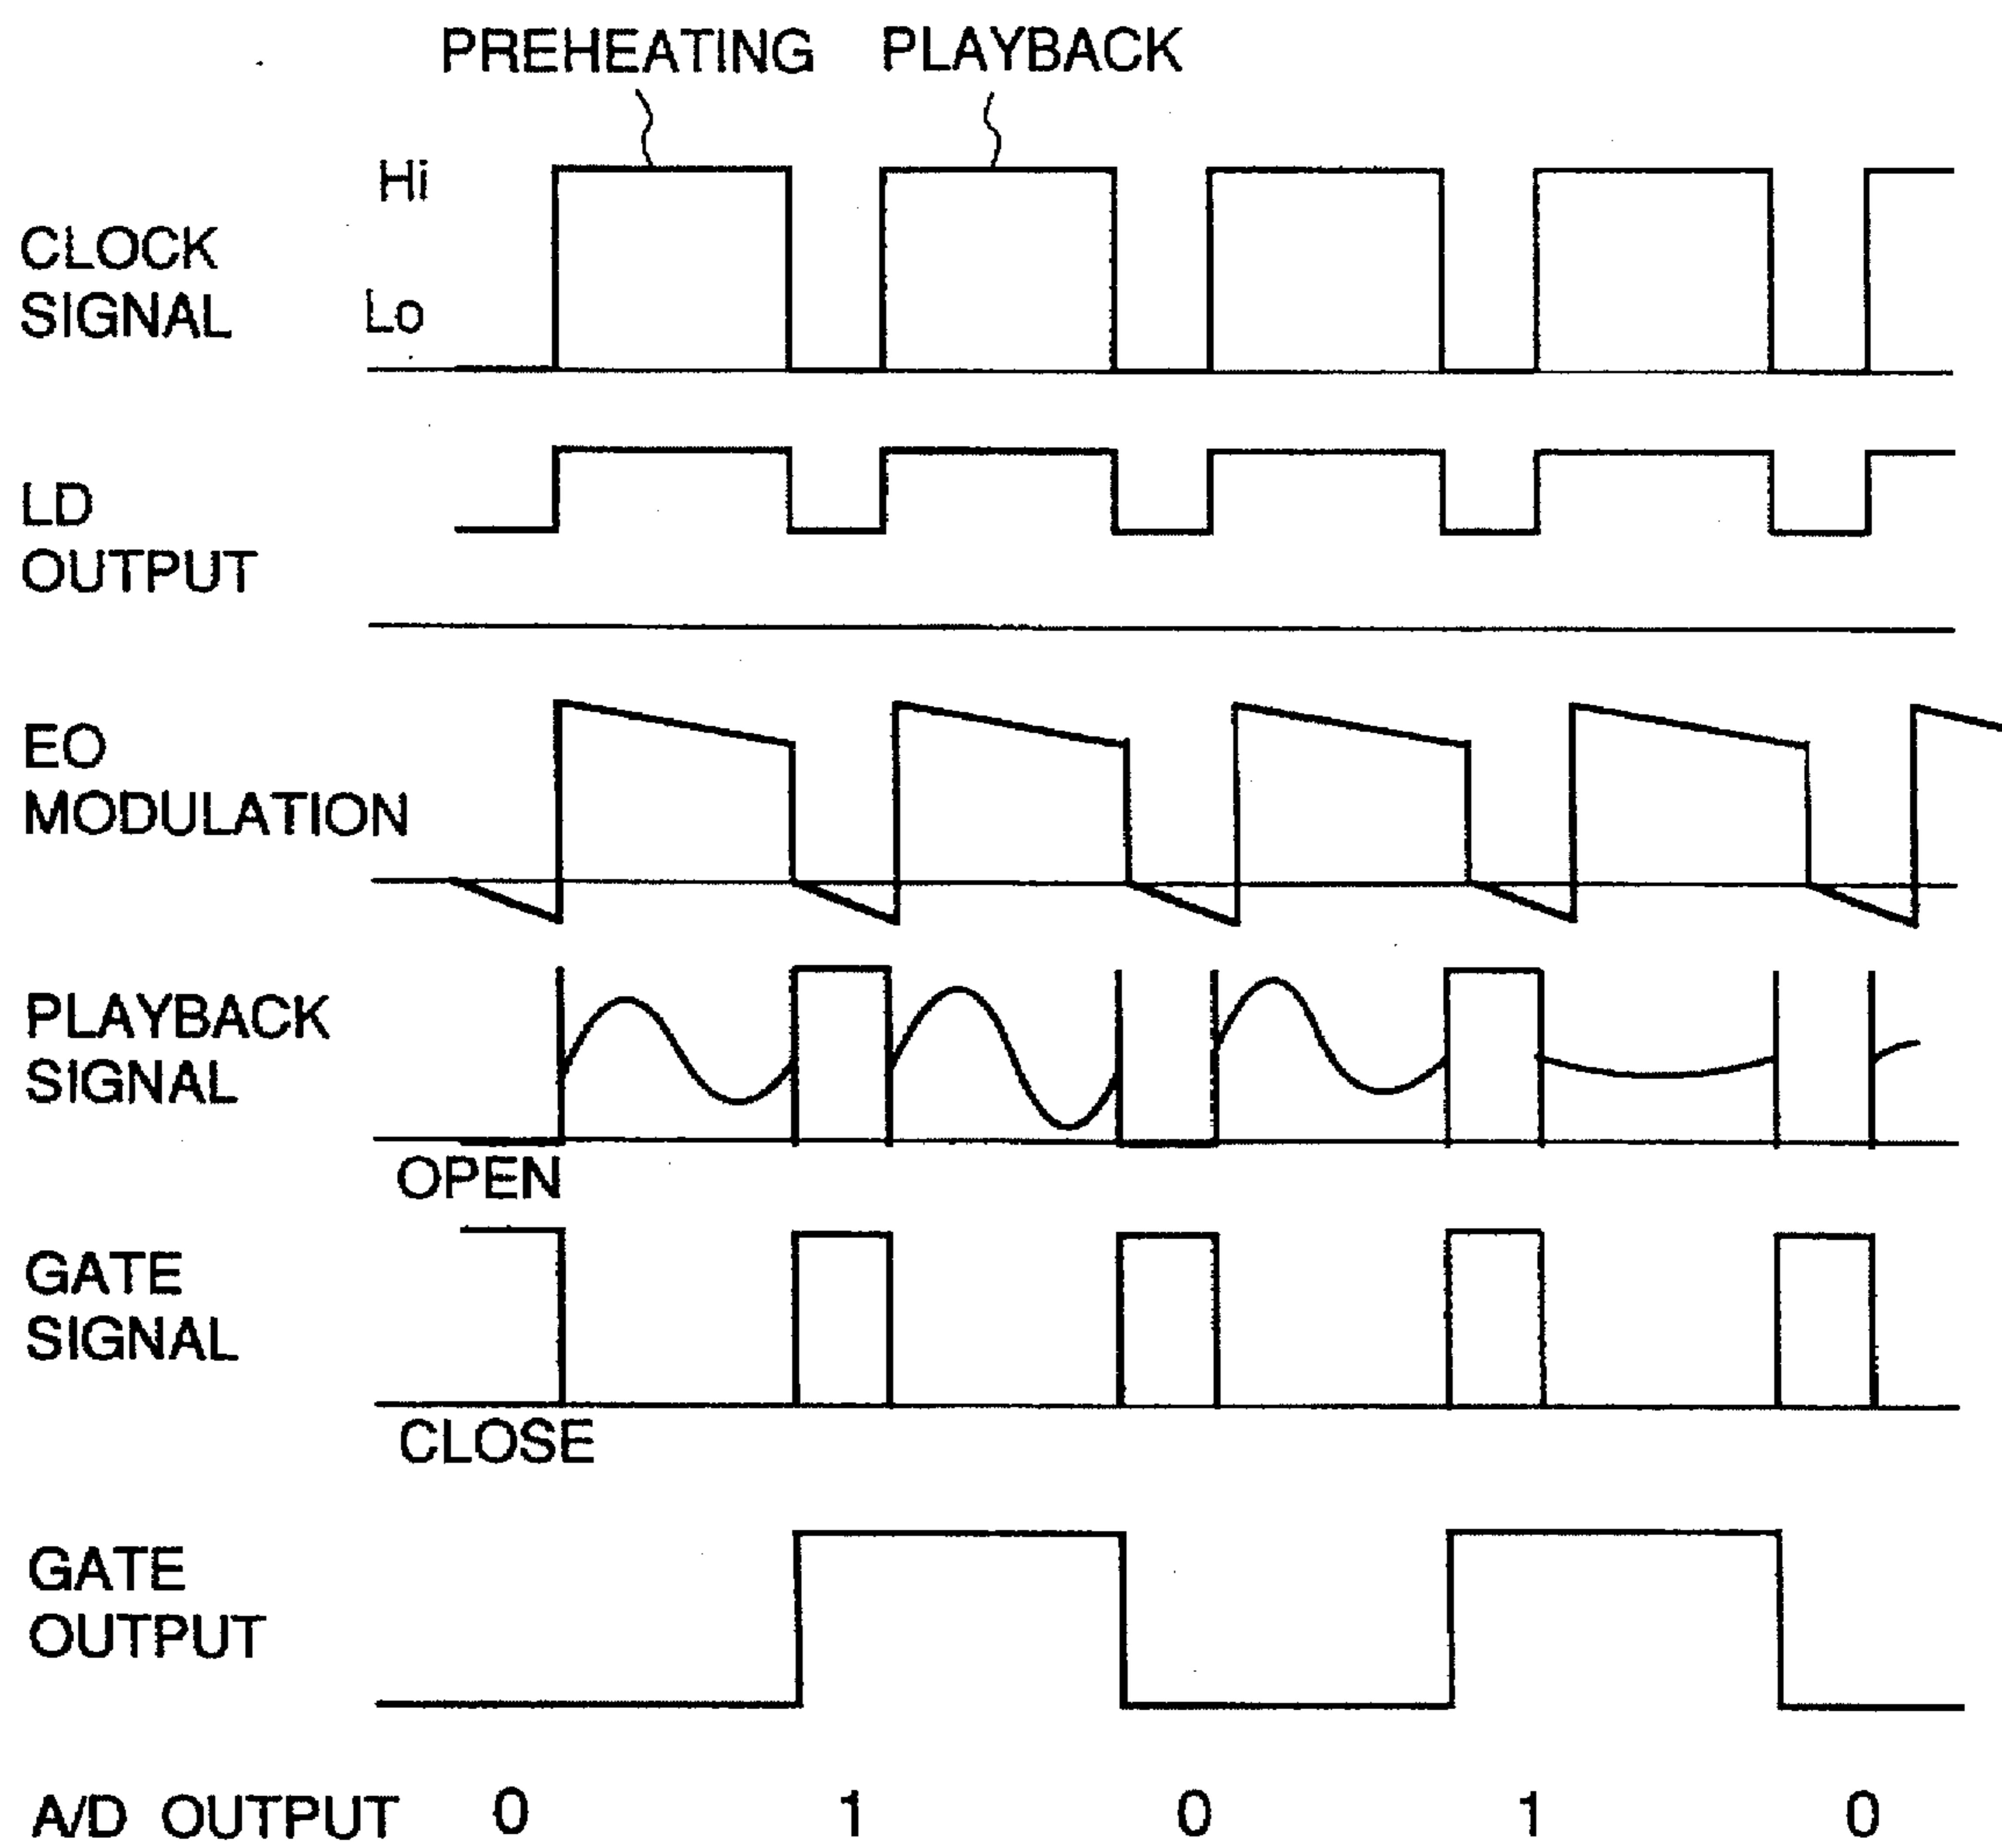 PREHEATING PLAYBACK
Hi
CLOCK
SIGNAL
Lo
LD
OUTPUT
EO
MODULATION
PLAYBACK
SIGNAL
OPEN
GATE
SIGNAL
CLOSE
GATE
OUTPUT
A/D OUTPUT 0 1 0 1 0